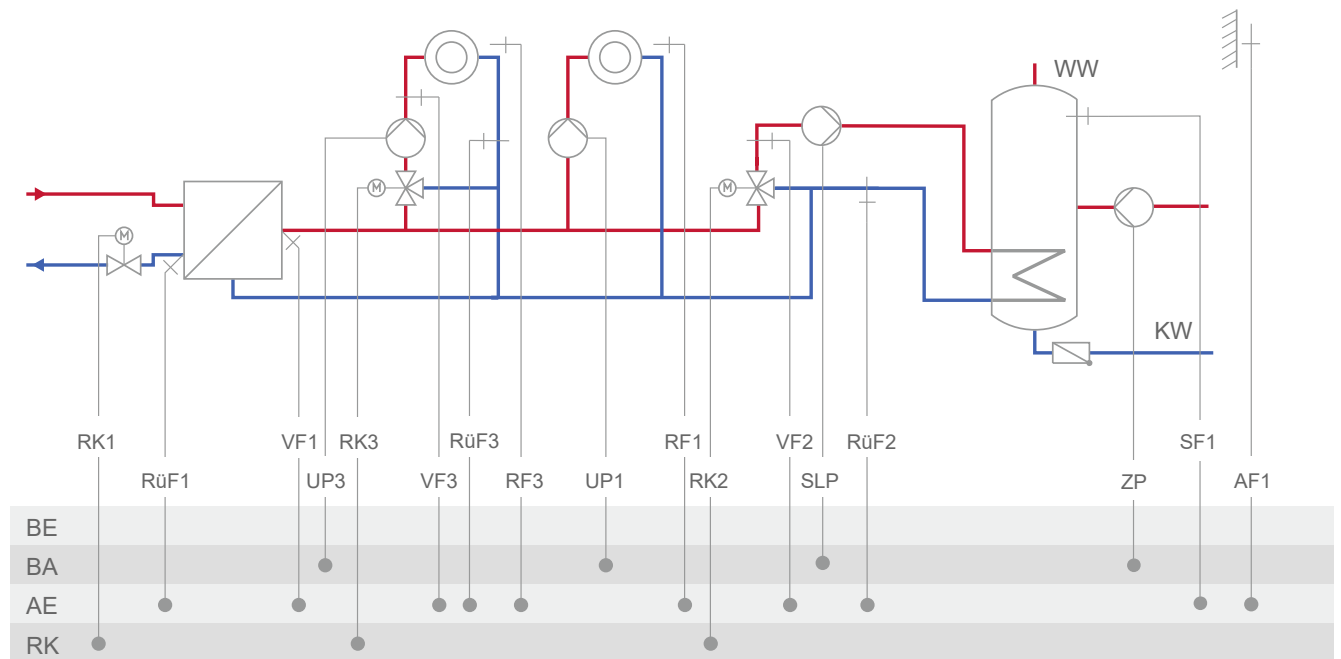 WW
M
M
M
KW
RK1 VF1 RK3 RüF3 RF1 VF2 RüF2 SF1
RüF1 UP3 VF3 RF3 UP1 RK2 SLP ZP AF1
BE
BA
AE
RK